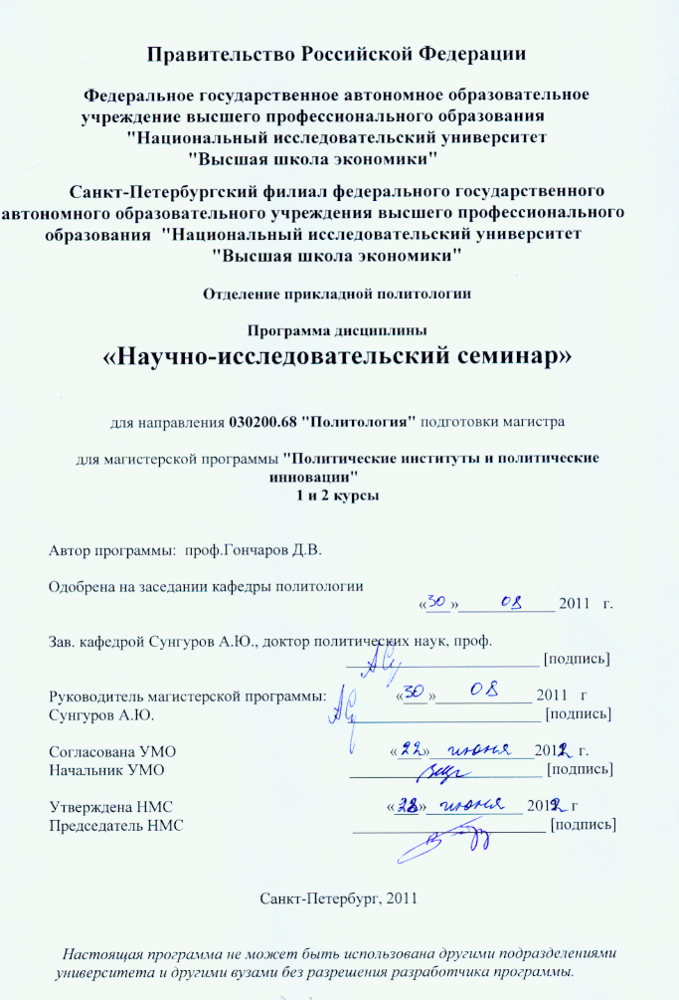 Правительство Российской Федерации
Федеральное государственное автономное образовательное
учреждение высшего профессионального образования
"Национальный исследовательский университет
"Высшая школа экономики"
Санкт-Петербургский филиал федерального государственного
автономного образовательного учреждения высшего профессионального
образования "Национальный исследовательский университет
"Высшая школа экономики"
Отделение прикладной политологии
Программа дисциплины
«Научно-исследовательский семинар»
для направления 030200.68 "Политология" подготовки магистра
для магистерской программы "Политические институты и политические
инновации"
1 и 2 курсы
Автор программы: проф.Гончаров Д.В.
Одобрена на заседании кафедры политологии
«30» 08 2011 г.
Зав. кафедрой Сунгуров А.Ю., доктор политических наук, проф.
[подпись]
Руководитель магистерской программы: «30» 08 2011 г
Сунгуров А.Ю. [подпись]
Согласована УМО «22» июня 2012 г.
Начальник УМО [подпись]
Утверждена НМС « » июня 2012 г
Председатель НМС [подпись]
Санкт-Петербург, 2011
Настоящая программа не может быть использована другими подразделениями
университета и другими вузами без разрешения разработчика программы.